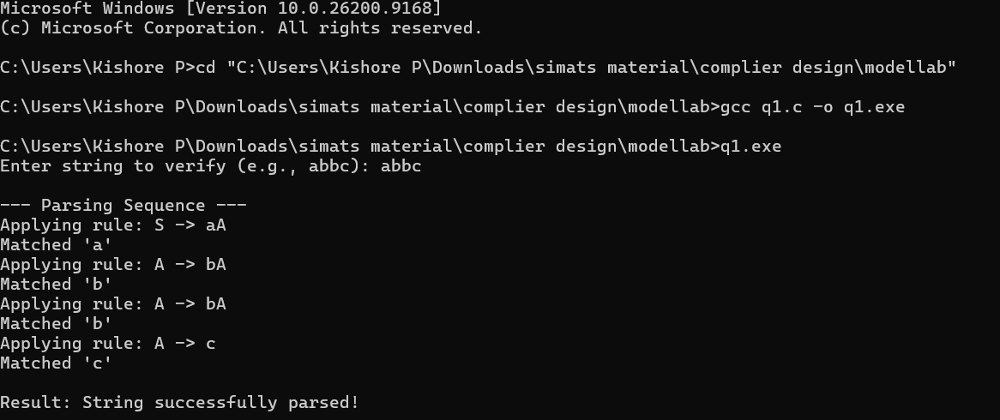 Microsoft Windows [Version 10.0.26200.9168]
(c) Microsoft Corporation. All rights reserved.
C:\Users\Kishore P>cd "C:\Users\Kishore P\Downloads\simats material\complier design\modellab"
C:\Users\Kishore P\Downloads\simats material\complier design\modellab>gcc q1.c -o q1.exe
C:\Users\Kishore P\Downloads\simats material\complier design\modellab>q1.exe
Enter string to verify (e.g., abbc): abbc
--- Parsing Sequence ---
Applying rule: S -> aA
Matched 'a'
Applying rule: A -> bA
Matched 'b'
Applying rule: A -> bA
Matched 'b'
Applying rule: A -> c
Matched 'c'
Result: String successfully parsed!